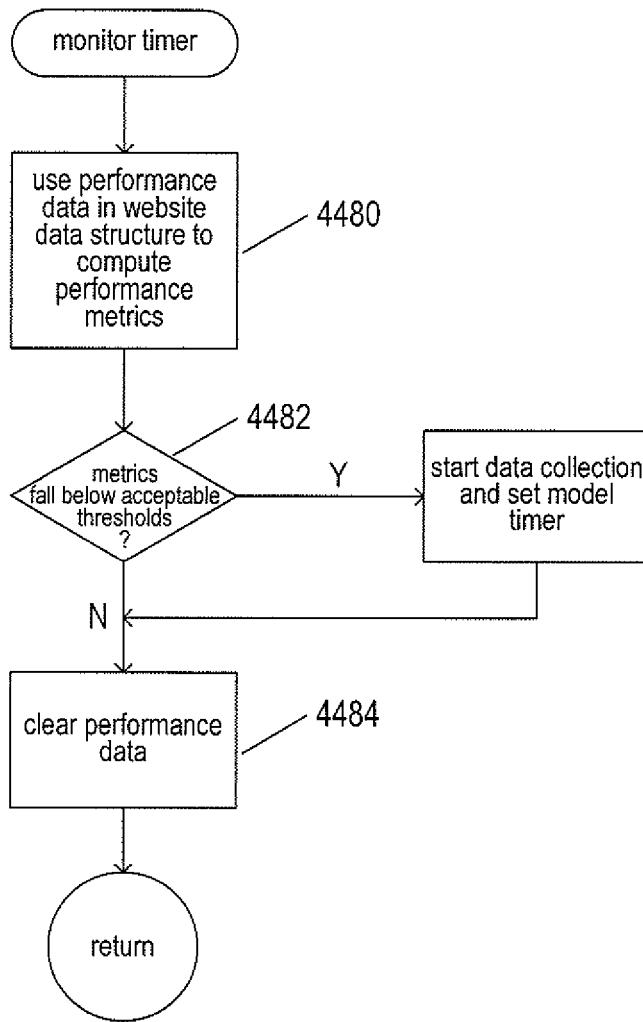 monitor timer
use performance
data in website
data structure to
compute
performance
metrics
4480
4482
metrics
fall below acceptable
thresholds
?
Y
start data collection
and set model
timer
N
clear performance
data
4484
return